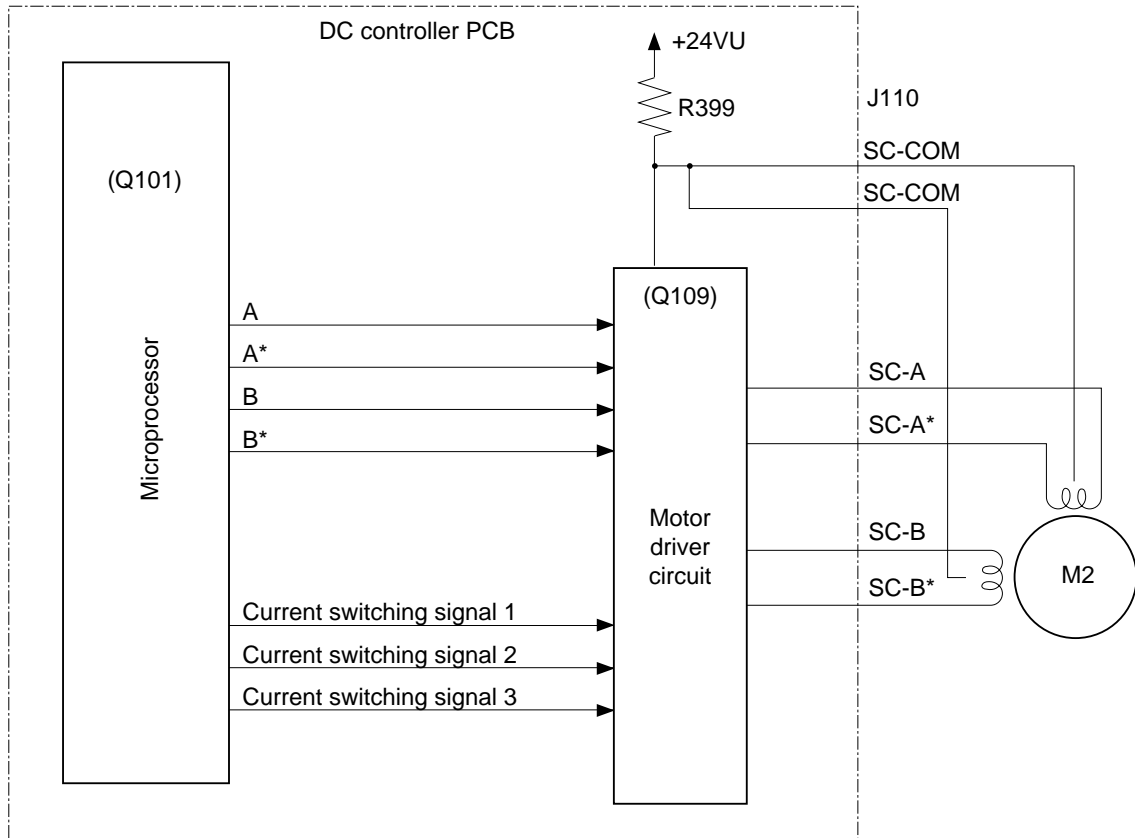 DC controller PCB
+24VU
R399
J110
SC-COM
SC-COM
(Q101)
Microprocessor
(Q109)
A
A*
B
B*
SC-A
SC-A*
Motor
driver
circuit
SC-B
SC-B*
M2
Current switching signal 1
Current switching signal 2
Current switching signal 3